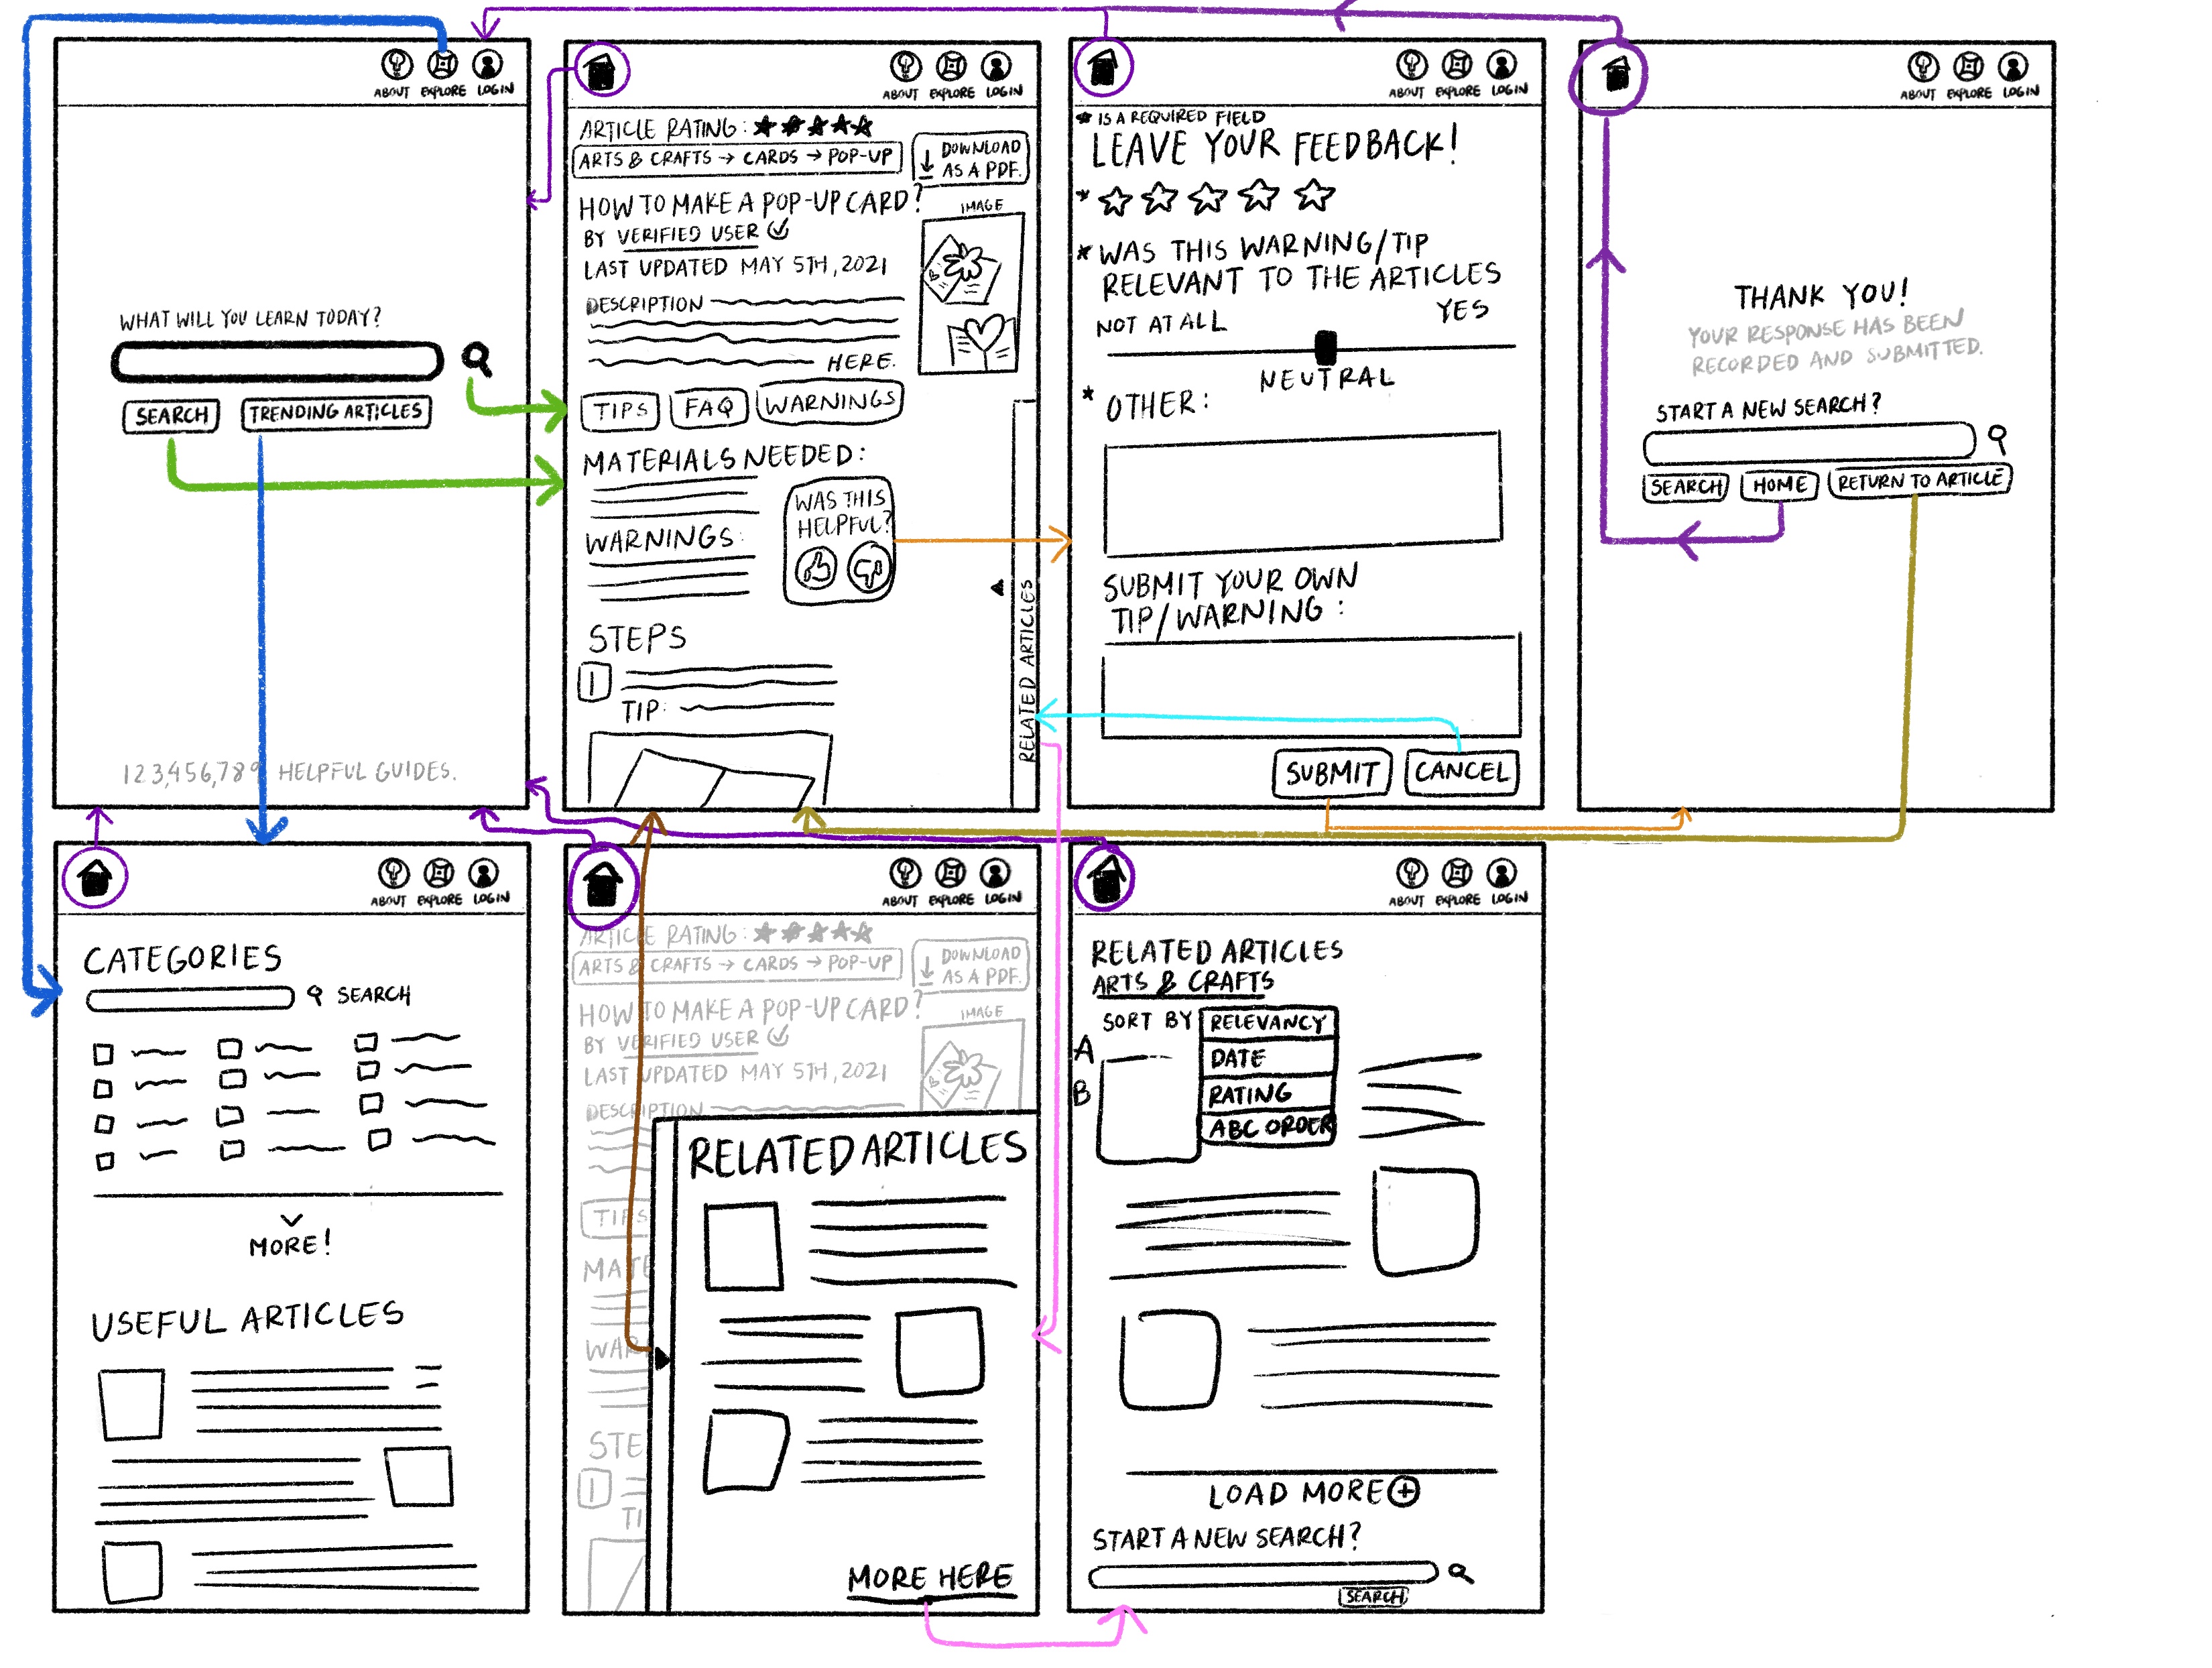 ABOUT EXPLORE LOGIN
WHAT WILL YOU LEARN TODAY?
SEARCH
TRENDING ARTICLES
123,456,789 HELPFUL GUIDES.
ABOUT EXPLORE LOGIN
ARTICLE RATING:
ARTS & CRAFTS → CARDS → POP-UP
DOWNLOAD
AS A PDF.
HOW TO MAKE A POP-UP CARD?
BY VERIFIED USER
LAST UPDATED MAY 5TH, 2021
IMAGE
DESCRIPTION
HERE.
TIPS
FAQ
WARNINGS
MATERIALS NEEDED:
WAS THIS
HELPFUL?
WARNINGS:
STEPS
1
TIP:
RELATED ARTICLES
ABOUT EXPLORE LOGIN
* IS A REQUIRED FIELD
LEAVE YOUR FEEDBACK!
*
* WAS THIS WARNING/TIP
RELEVANT TO THE ARTICLES
NOT AT ALL
YES
NEUTRAL
* OTHER:
SUBMIT YOUR OWN
TIP/WARNING:
SUBMIT
CANCEL
ABOUT EXPLORE LOGIN
THANK YOU!
YOUR RESPONSE HAS BEEN
RECORDED AND SUBMITTED.
START A NEW SEARCH?
SEARCH
HOME
RETURN TO ARTICLE
ABOUT EXPLORE LOGIN
CATEGORIES
SEARCH
MORE!
USEFUL ARTICLES
ABOUT EXPLORE LOGIN
ARTICLE RATING:
ARTS & CRAFTS → CARDS → POP-UP
DOWNLOAD
AS A PDF.
HOW TO MAKE A POP-UP CARD?
BY VERIFIED USER
LAST UPDATED MAY 5TH, 2021
IMAGE
DESCRIPTION
TIPS
MATE
WAR
STE
1
TI
RELATED ARTICLES
MORE HERE
ABOUT EXPLORE LOGIN
RELATED ARTICLES
ARTS & CRAFTS
SORT BY
RELEVANCY
DATE
RATING
ABC ORDER
A
B
LOAD MORE
START A NEW SEARCH?
SEARCH